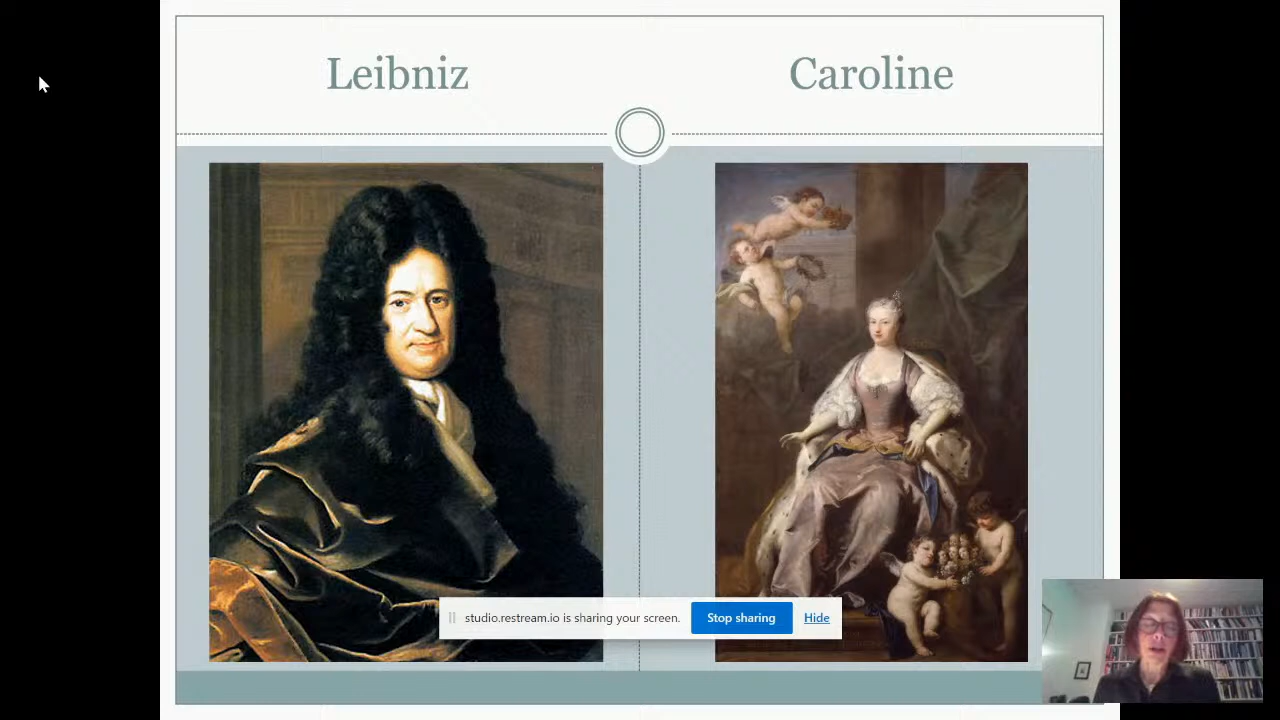 Leibniz
Caroline
studio.restream.io is sharing your screen.
Stop sharing
Hide